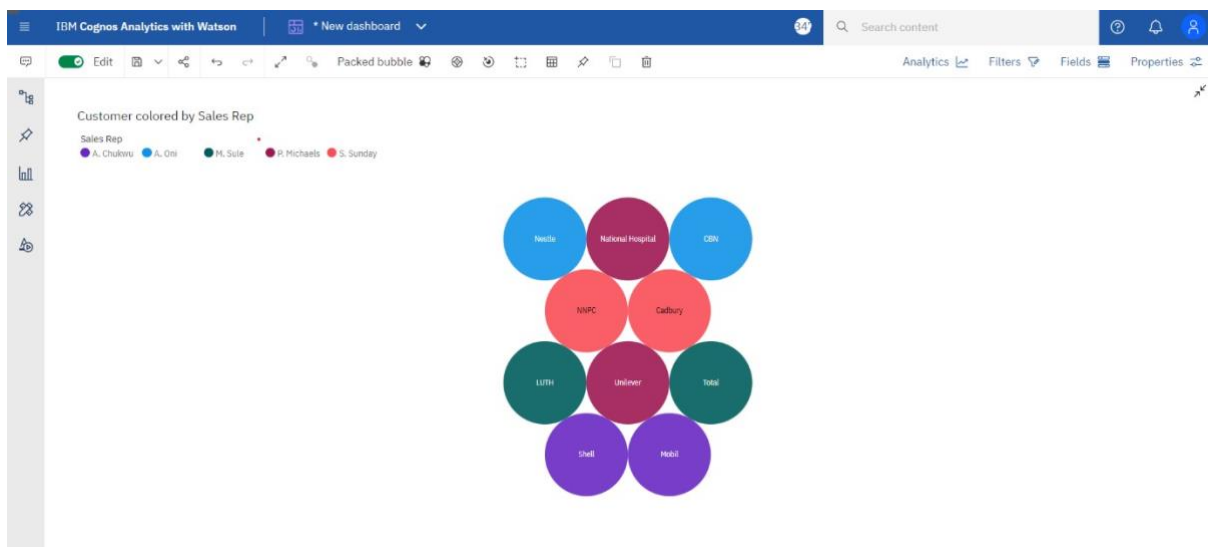 IBM Cognos Analytics with Watson
* New dashboard
347
Search content
Edit
Packed bubble
Analytics
Filters
Fields
Properties
Customer colored by Sales Rep
Sales Rep
A. Chukwu A. Oni M. Sule P. Michaels S. Sunday
Nestle National Hospital CBN
NNPC Cadbury
LUTH Unilever Total
Shell Mobil